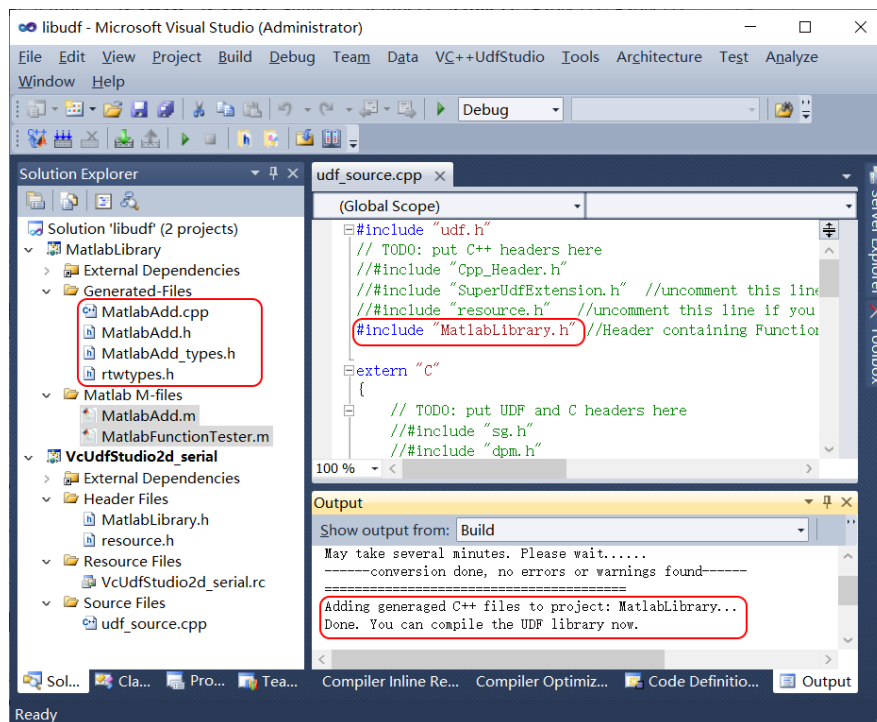 libudf - Microsoft Visual Studio (Administrator)
File Edit View Project Build Debug Team Data VC++UdfStudio Tools Architecture Test Analyze
Window Help
Debug
Solution Explorer
Solution 'libudf' (2 projects)
MatlabLibrary
External Dependencies
Generated-Files
MatlabAdd.cpp
MatlabAdd.h
MatlabAdd_types.h
rtwtypes.h
Matlab M-files
MatlabAdd.m
MatlabFunctionTester.m
VcUdfStudio2d_serial
External Dependencies
Header Files
MatlabLibrary.h
resource.h
Resource Files
VcUdfStudio2d_serial.rc
Source Files
udf_source.cpp
Sol... Cla... Pro... Tea...
udf_source.cpp
(Global Scope)
#include "udf.h"
// TODO: put C++ headers here
//#include "Cpp_Header.h"
//#include "SuperUdfExtension.h" //uncomment this line
//#include "resource.h" //uncomment this line if you
#include "MatlabLibrary.h" //Header containing Function
extern "C"
{
// TODO: put UDF and C headers here
//#include "sg.h"
//#include "dpm.h"
100 %
Output
Show output from: Build
May take several minutes. Please wait......
------conversion done, no errors or warnings found------
========================================
Adding generaged C++ files to project: MatlabLibrary...
Done. You can compile the UDF library now.
Compiler Inline Re... Compiler Optimiz... Code Definitio... Output
Server Explorer
Toolbox
Ready